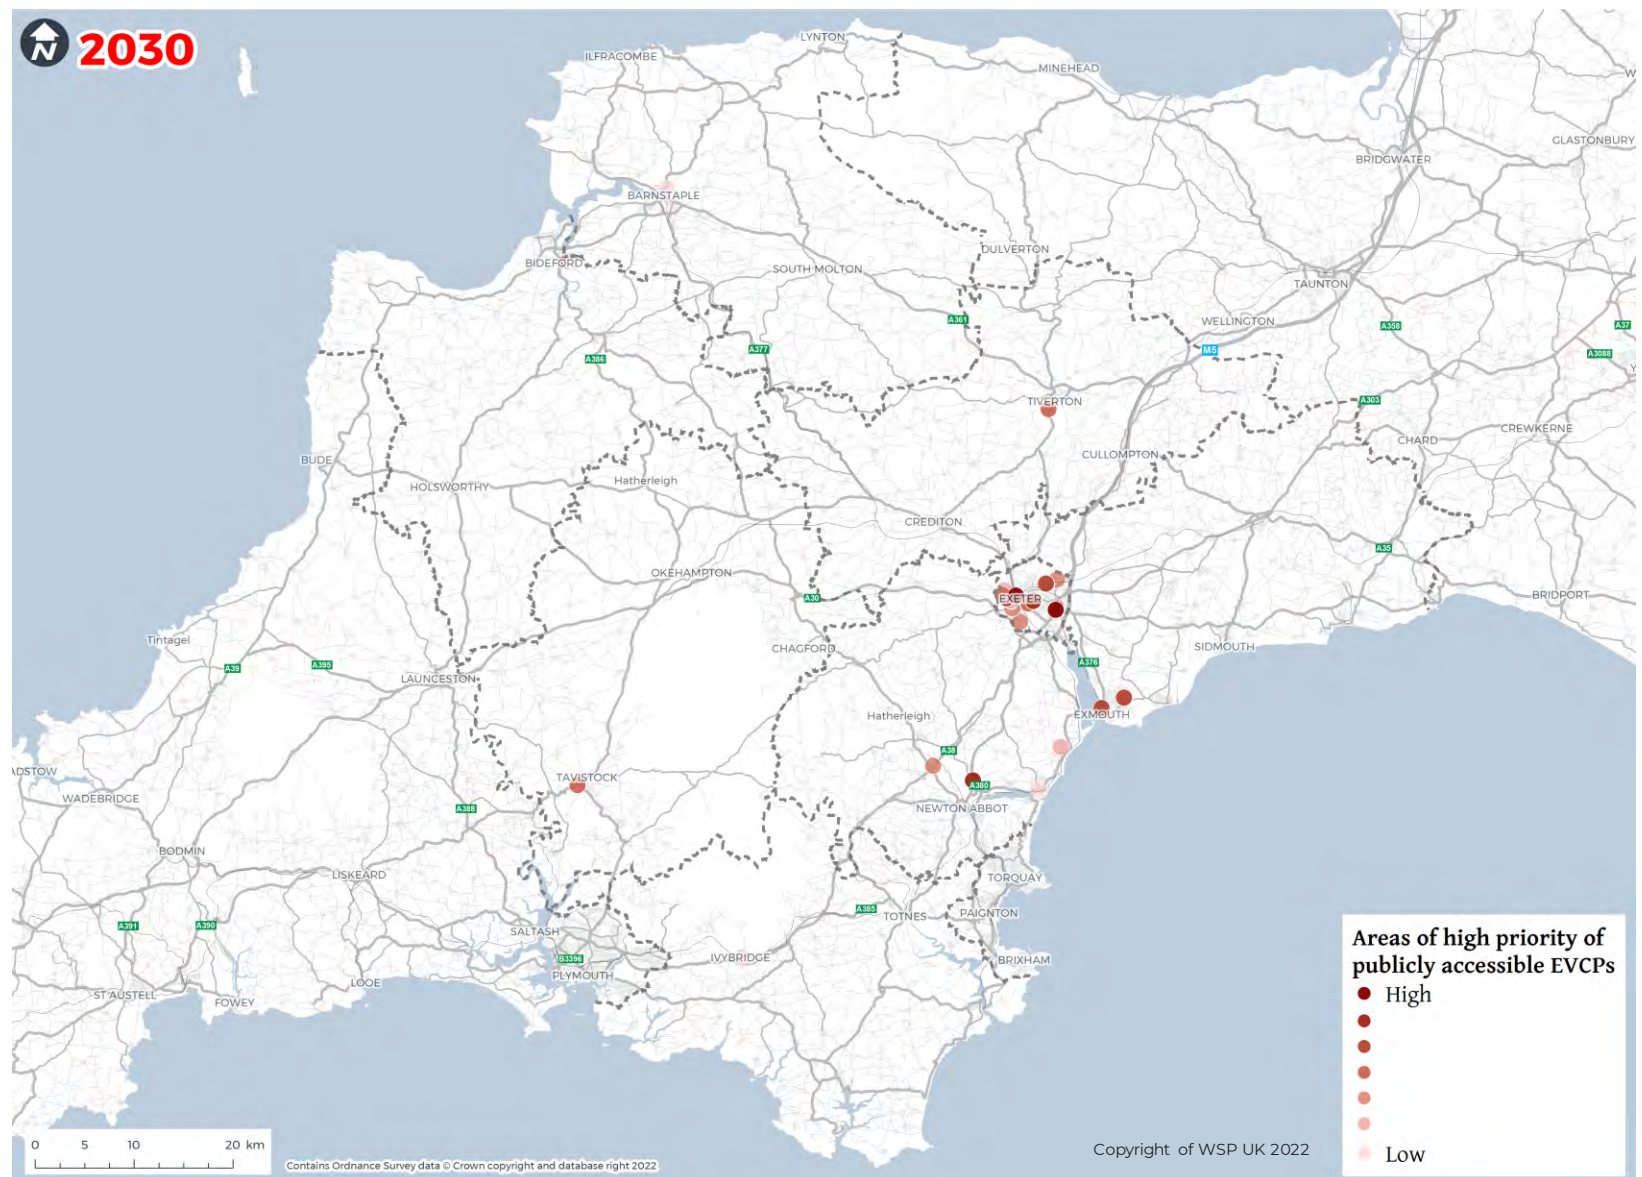 N 2030
LYNTON
ILFRACOMBE
MINEHEAD
GLASTONBURY
BRIDGWATER
BARNSTAPLE
DULVERTON
BIDEFORD
SOUTH MOLTON
TAUNTON
A361
WELLINGTON
A358
A37
A377
M5
A3088
A386
TIVERTON
A303
CREWKERNE
CHARD
CULLOMPTON
BUDE
HOLSWORTHY
Hatherleigh
CREDITON
A35
OKEHAMPTON
A30
EXETER
BRIDPORT
Tintagel
CHAGFORD
SIDMOUTH
A39
A395
A376
LAUNCESTON
Hatherleigh
EXMOUTH
A38
ADSTOW
TAVISTOCK
A380
WADEBRIDGE
A388
NEWTON ABBOT
BODMIN
LISKEARD
TORQUAY
A385
TOTNES
PAIGNTON
A391
A390
SALTASH
IVYBRIDGE
BRIXHAM
B3396
PLYMOUTH
LOOE
ST AUSTELL
FOWEY
Areas of high priority of
publicly accessible EVCPs
High
Low
0 5 10 20 km
Contains Ordnance Survey data © Crown copyright and database right 2022
Copyright of WSP UK 2022